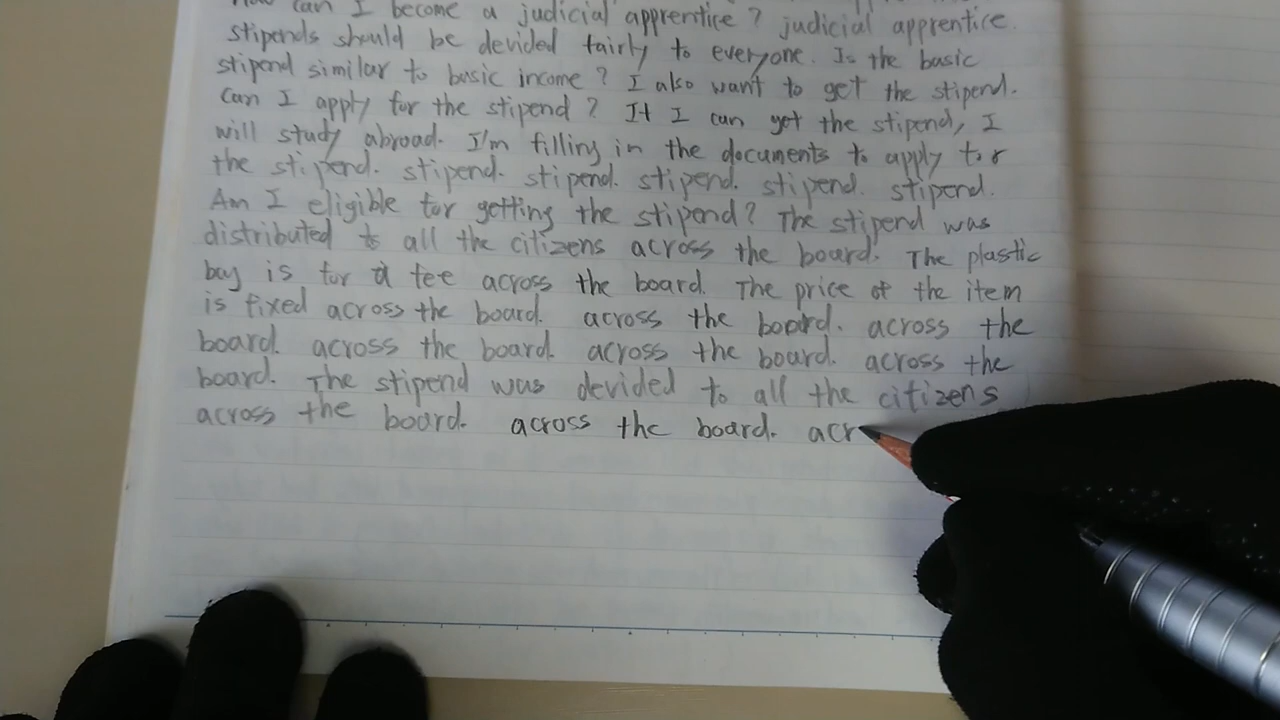 How can I become a judicial apprentice? judicial apprentice.
stipends should be devided fairly to everyone. Is the basic
stipend similar to basic income? I also want to get the stipend.
Can I apply for the stipend? If I can get the stipend, I
will study abroad. I'm filling in the documents to apply for
the stipend. stipend. stipend. stipend. stipend. stipend.
Am I eligible for getting the stipend? The stipend was
distributed to all the citizens across the board. The plastic
bag is for a fee across the board. The price of the item
is fixed across the board. across the board. across the
board. across the board. across the board. across the
board. The stipend was devided to all the citizens
across the board. across the board. acr